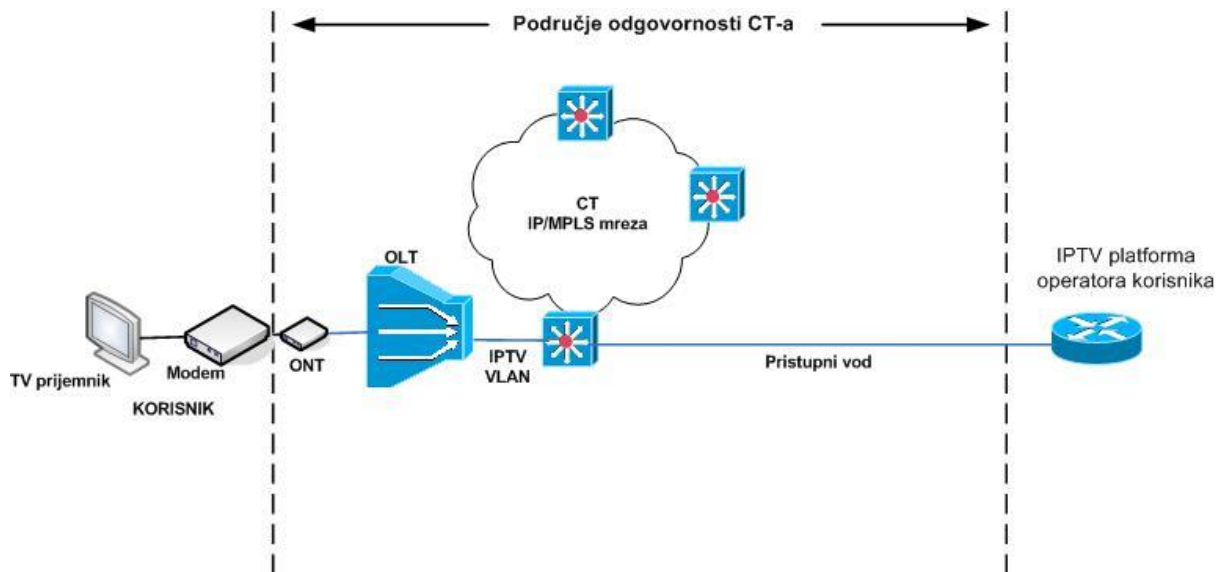 Područje odgovornosti CT-a
CT
IP/MPLS mreza
OLT
IPTV platforma
operatora korisnika
IPTV
VLAN
Pristupni vod
ONT
Modem
TV prijemnik
KORISNIK